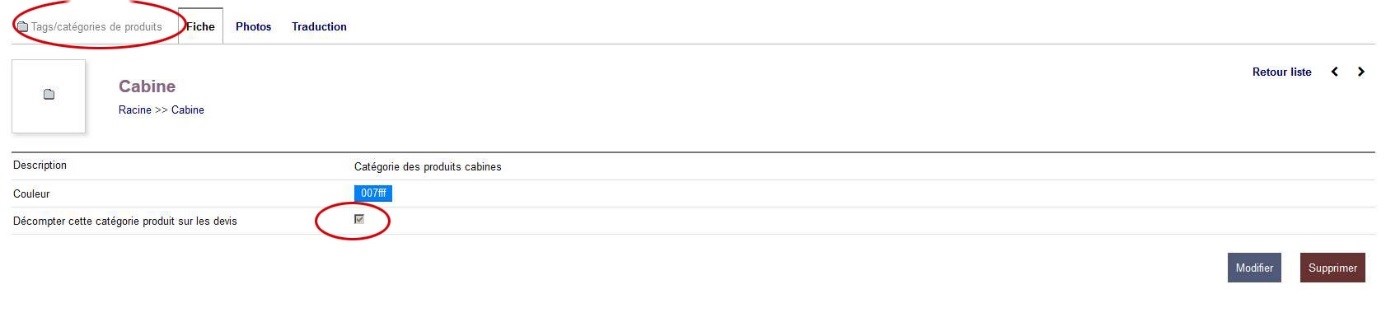 Tags/catégories de produits Fiche Photos Traduction
Retour liste
Cabine
Racine >> Cabine
Description Catégorie des produits cabines
Couleur 007fff
Décompter cette catégorie produit sur les devis
Modifier Supprimer